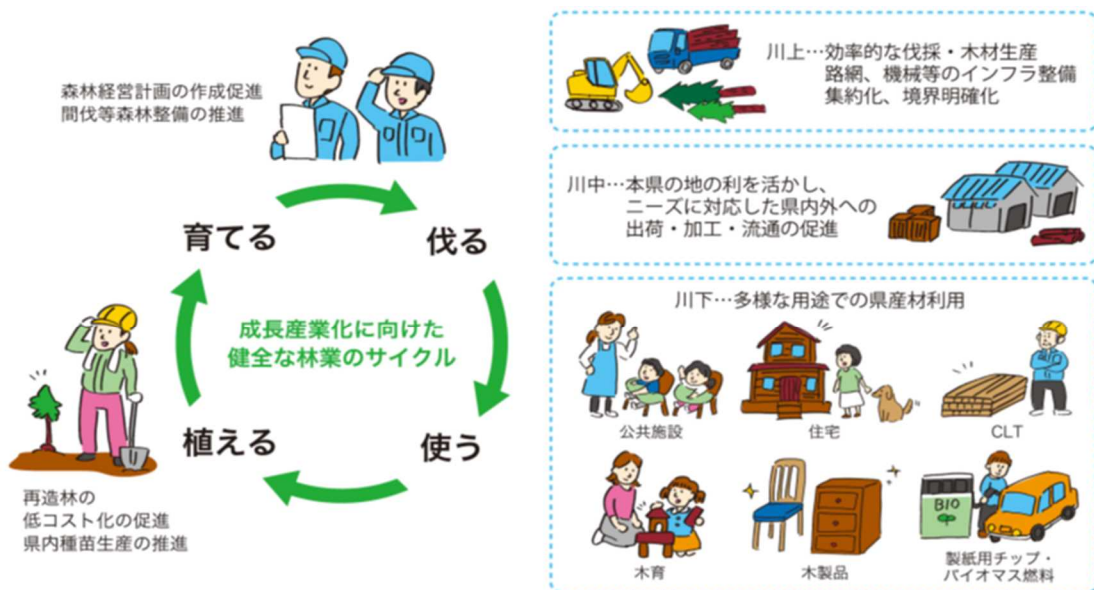 森林経営計画の作成促進
間伐等森林整備の推進
育てる
伐る
成長産業化に向けた
健全な林業のサイクル
植える
使う
再造林の
低コスト化の促進
県内種苗生産の推進
川上…効率的な伐採・木材生産
路網、機械等のインフラ整備
集約化、境界明確化
川中…本県の地の利を活かし、
ニーズに対応した県内外への
出荷・加工・流通の促進
川下…多様な用途での県産材利用
公共施設
住宅
CLT
BIO
木育
木製品
製紙用チップ・
バイオマス燃料